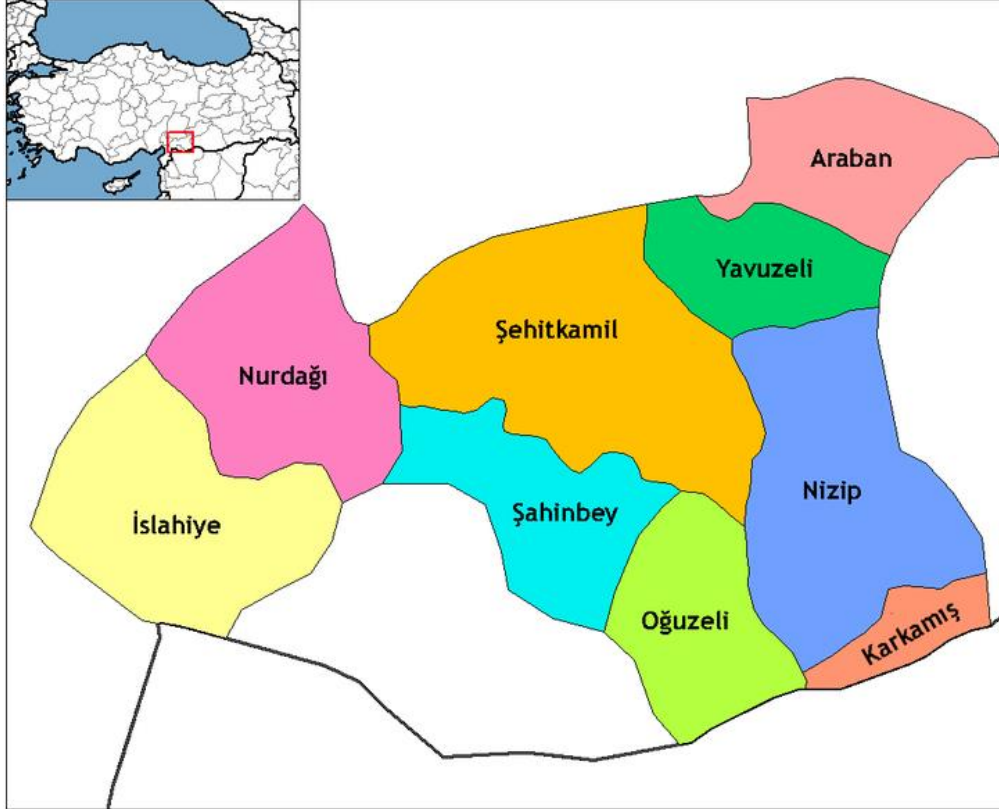 Araban
Yavuzeli
Şehitkamil
Nurdağı
Nizip
Şahinbey
İslahiye
Oğuzeli
Karkamış